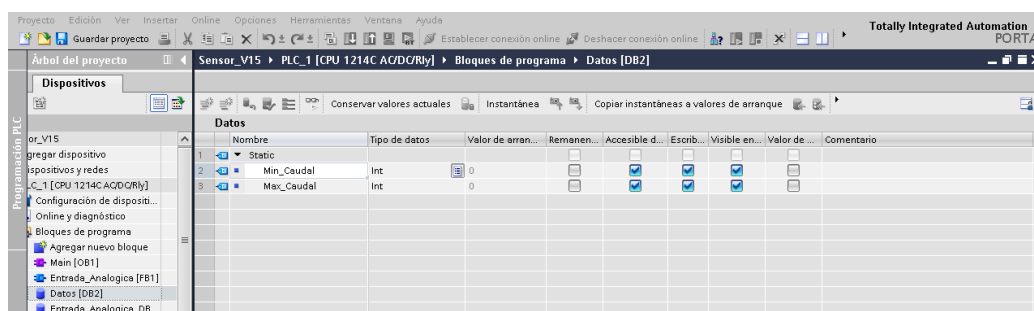 Proyecto Edición Ver Insertar Online Opciones Herramientas Ventana Ayuda
Totally Integrated Automation
PORTA
Guardar proyecto Establecer conexión online Deshacer conexión online
Árbol del proyecto
Sensor_V15 PLC_1 [CPU 1214C AC/DC/Rly] Bloques de programa Datos [DB2]
Dispositivos
Conservar valores actuales Instantánea Copiar instantáneas a valores de arranque
Programación PLC
Datos
or_V15
Nombre Tipo de datos Valor de arran... Remanen... Accesible d... Escrib... Visible en... Valor de ... Comentario
gregar dispositivo
1 Static
ispositivos y redes
2 Min_Caudal Int 0
LC_1 [CPU 1214C AC/DC/Rly]
3 Max_Caudal Int 0
Configuración de dispositi...
Online y diagnóstico
Bloques de programa
Agregar nuevo bloque
Main [OB1]
Entrada_Analogica [FB1]
Datos [DB2]
Entrada_Analogica_DB